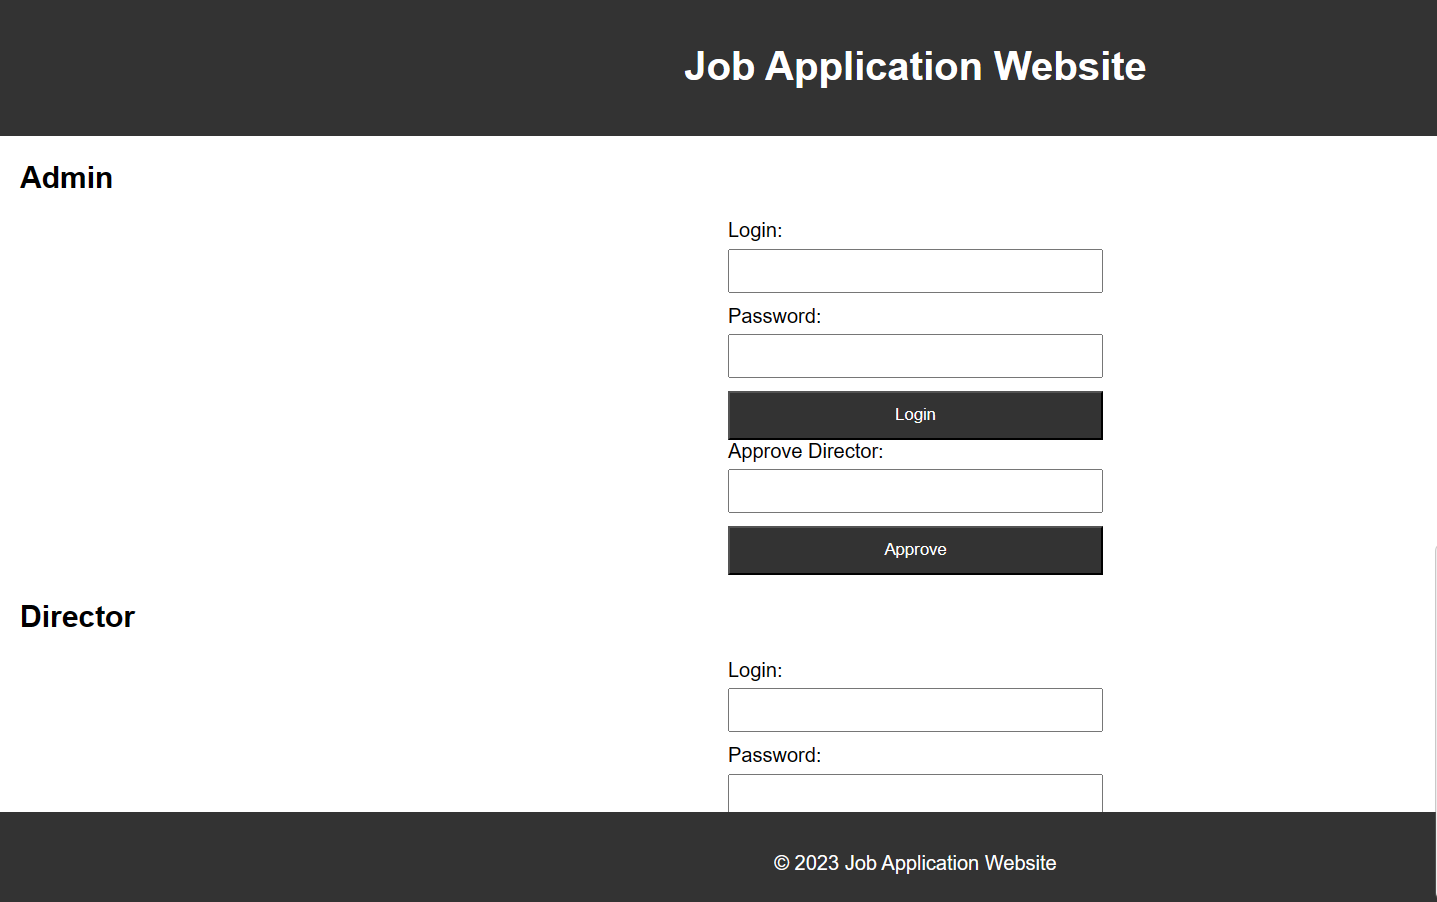 Job Application Website
Admin
Login:
Password:
Login
Approve Director:
Approve
Director
Login:
Password:
© 2023 Job Application Website